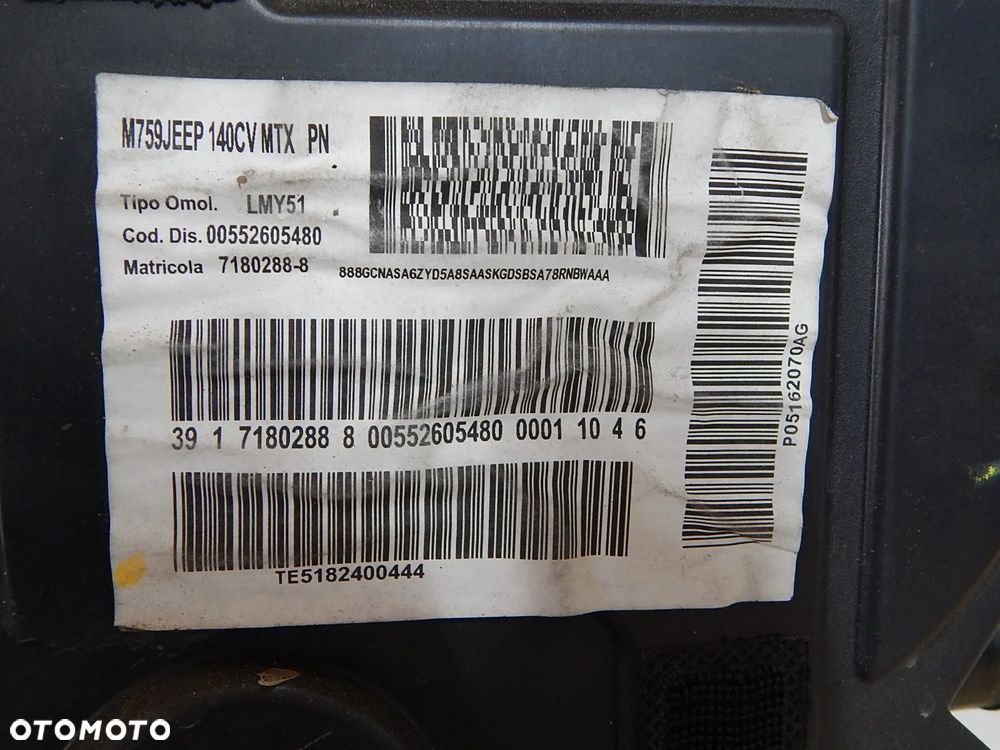 M759JEEP 140CV MTX PN
Tipo Omol. LMY51
Cod. Dis. 00552605480
Matricola 7180288-8
888GCNASA6ZYD5A8SAASKGDSBSA78RNBWAAA
39 1 7180288 8 00552605480 0001 10 4 6
TE5182400444
P05162070AG
OTOMOTO